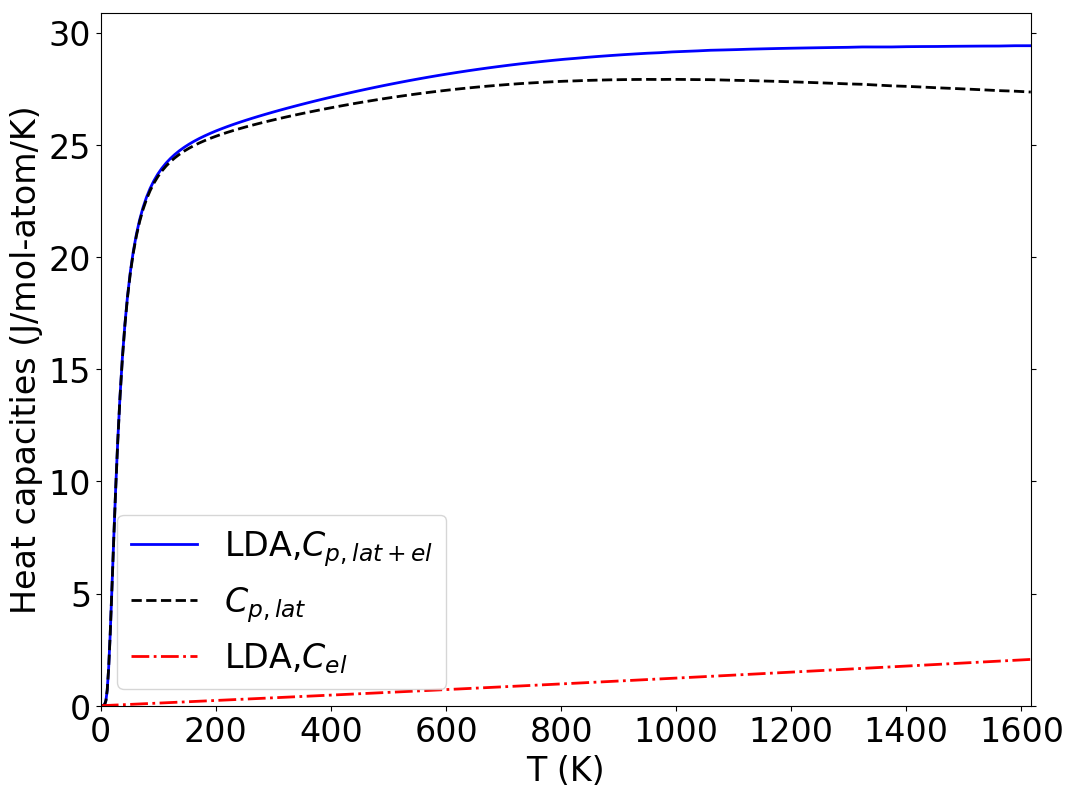 Heat capacities (J/mol-atom/K)
30
25
20
15
10
5
0
LDA,C_{p,lat+el}
C_{p,lat}
LDA,C_{el}
0 200 400 600 800 1000 1200 1400 1600
T (K)